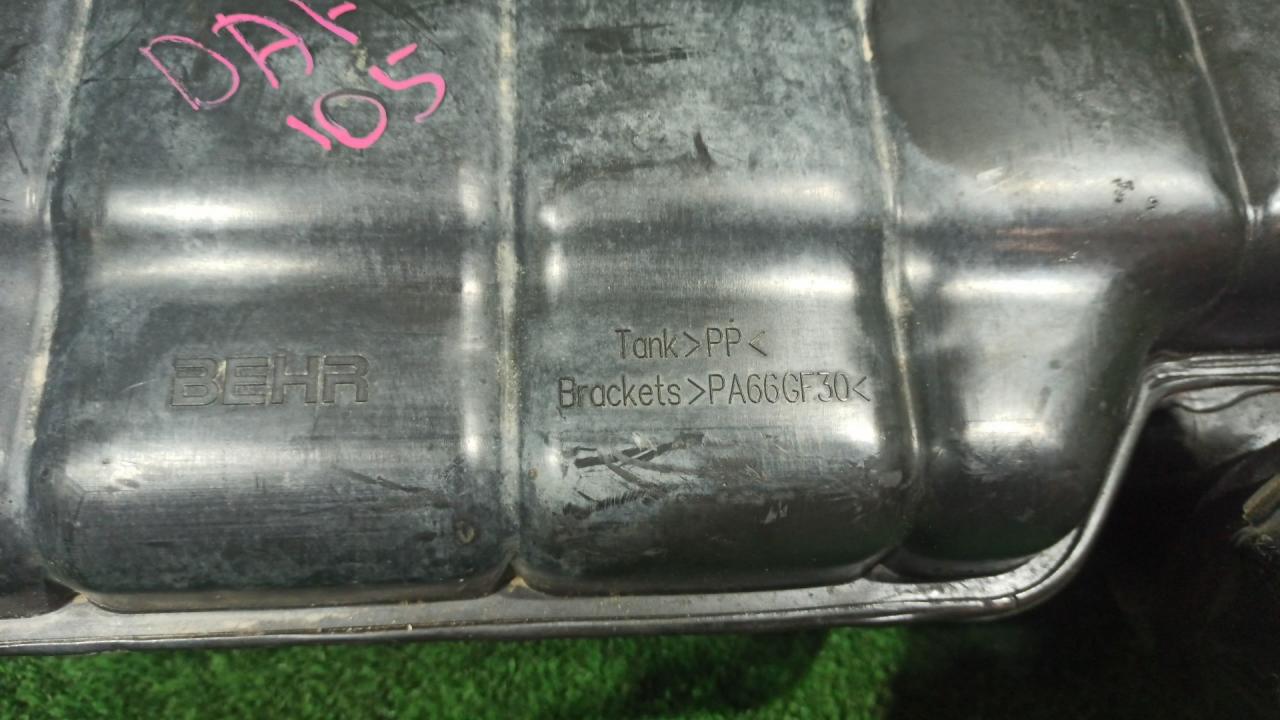 DAF
105
BEHR
Tank>PP<
Brackets>PA66GF30<